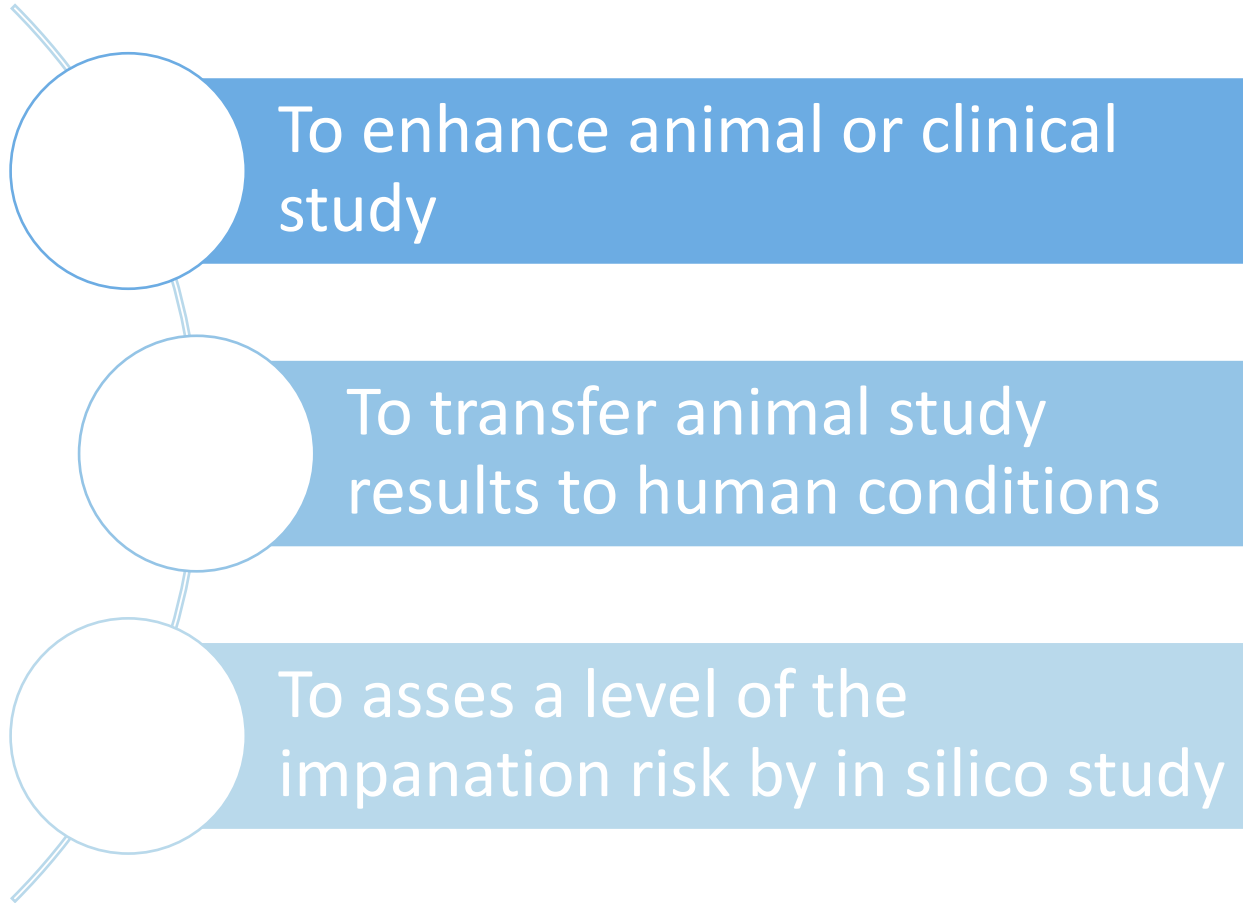 To enhance animal or clinical
study
To transfer animal study
results to human conditions
To asses a level of the
impanation risk by in silico study